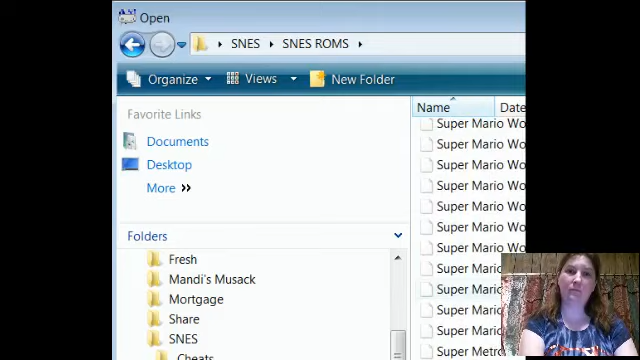 Open
SNES SNES ROMS
Organize Views New Folder
Favorite Links
Documents
Desktop
More
Folders
Fresh
Mandi's Musack
Mortgage
Share
SNES
Cheats
Name Date
Super Mario Wo
Super Mario Wo
Super Mario Wo
Super Mario Wo
Super Mario Wo
Super Mario Wo
Super Mario Wo
Super Mario
Super Mario
Super Mario
Super Mario
Super Metro